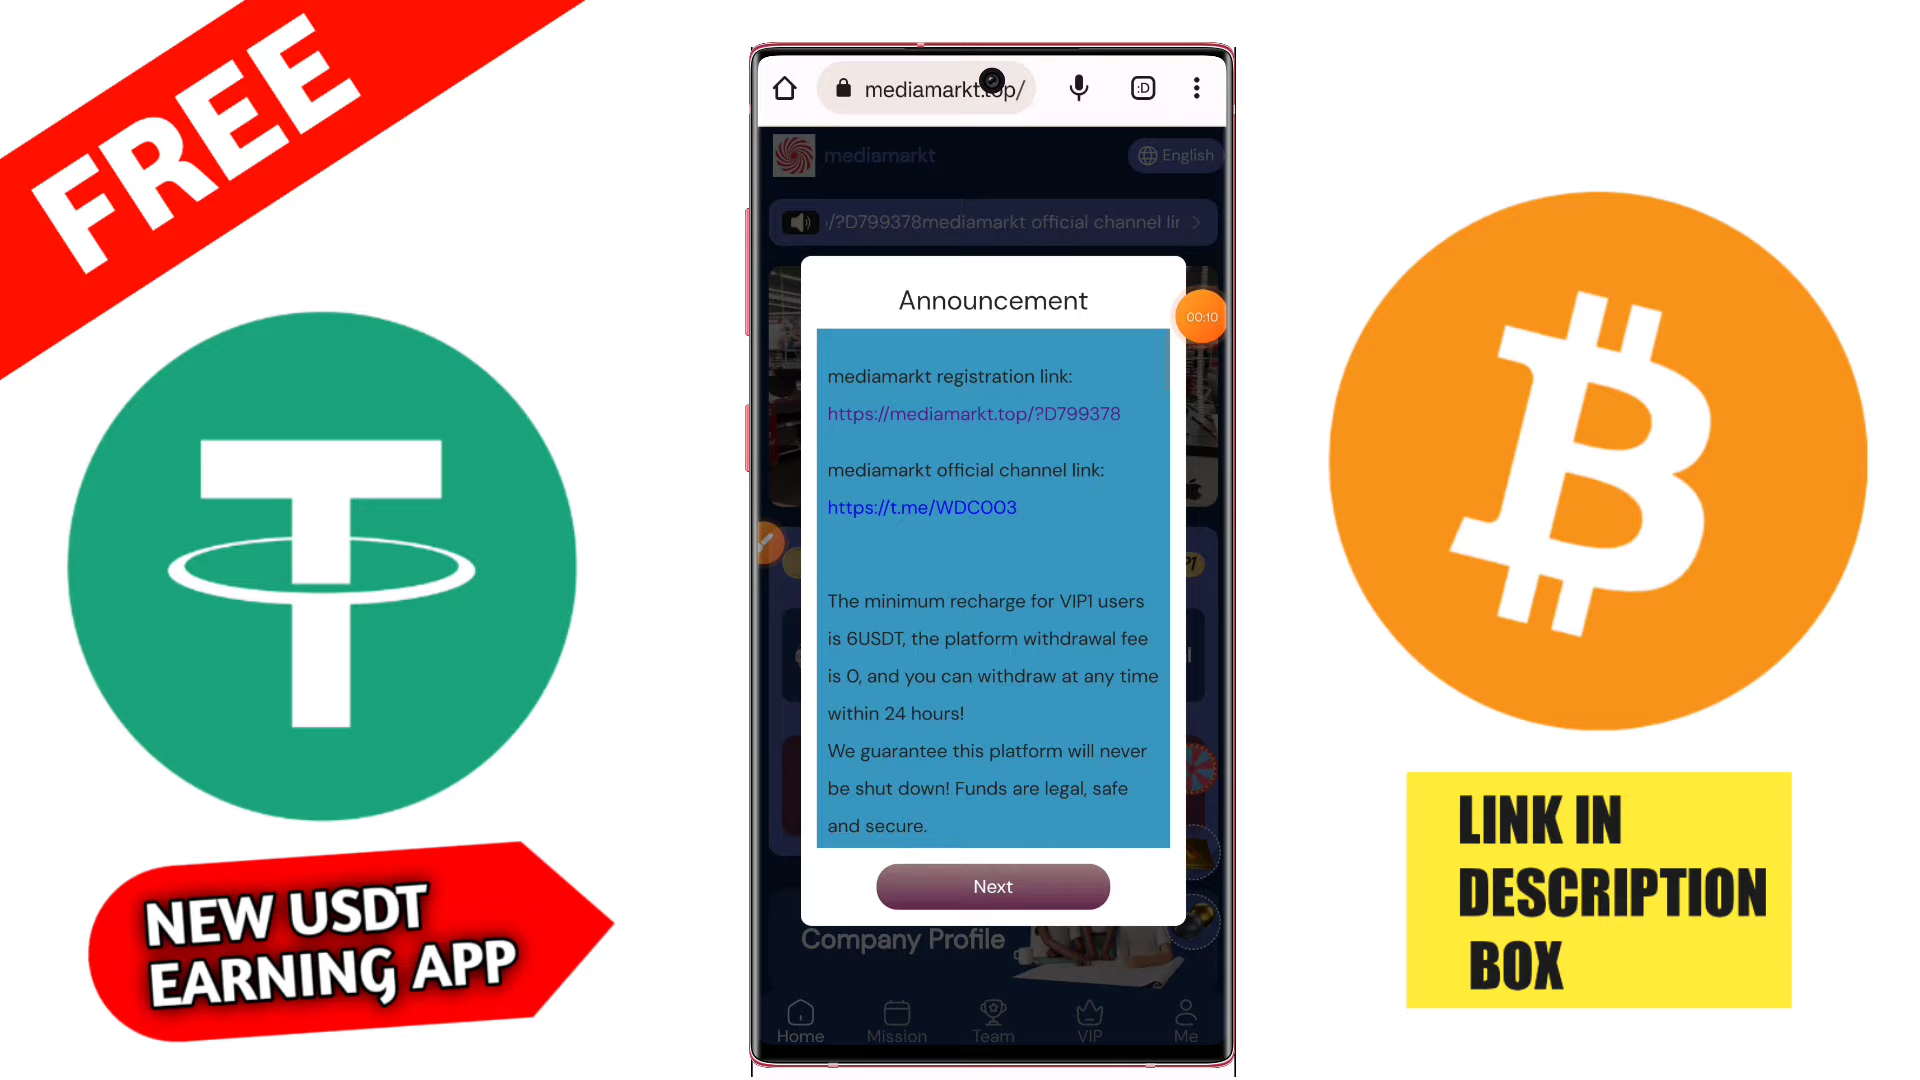 FREE
mediamarkt.top/
:D
mediamarkt
English
/?D799378mediamarkt official channel lir
Announcement
00:10
mediamarkt registration link:
https://mediamarkt.top/?D799378
mediamarkt official channel link:
https://t.me/WDC003
The minimum recharge for VIP1 users
is 6USDT, the platform withdrawal fee
is 0, and you can withdraw at any time
within 24 hours!
We guarantee this platform will never
be shut down! Funds are legal, safe
and secure.
Next
Company Profile
Home
Mission
Team
VIP
Me
NEW USDT
EARNING APP
LINK IN
DESCRIPTION
BOX